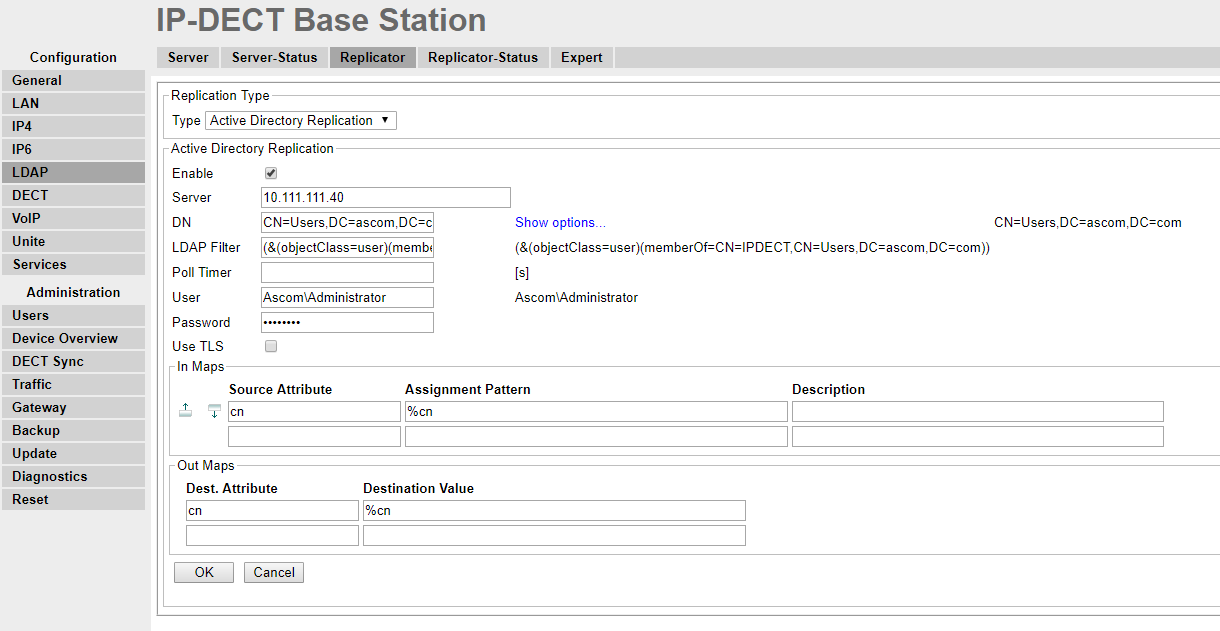 IP-DECT Base Station
Configuration
General
LAN
IP4
IP6
LDAP
DECT
VoIP
Unite
Services
Administration
Users
Device Overview
DECT Sync
Traffic
Gateway
Backup
Update
Diagnostics
Reset
Server Server-Status Replicator Replicator-Status Expert
Replication Type
Type Active Directory Replication
Active Directory Replication
Enable
Server 10.111.111.40
DN CN=Users,DC=ascom,DC=c Show options... CN=Users,DC=ascom,DC=com
LDAP Filter (&(objectClass=user)(membe (&(objectClass=user)(memberOf=CN=IPDECT,CN=Users,DC=ascom,DC=com))
Poll Timer [s]
User Ascom\Administrator Ascom\Administrator
Password ••••••••
Use TLS
In Maps
Source Attribute Assignment Pattern Description
cn %cn
Out Maps
Dest. Attribute Destination Value
cn %cn
OK Cancel